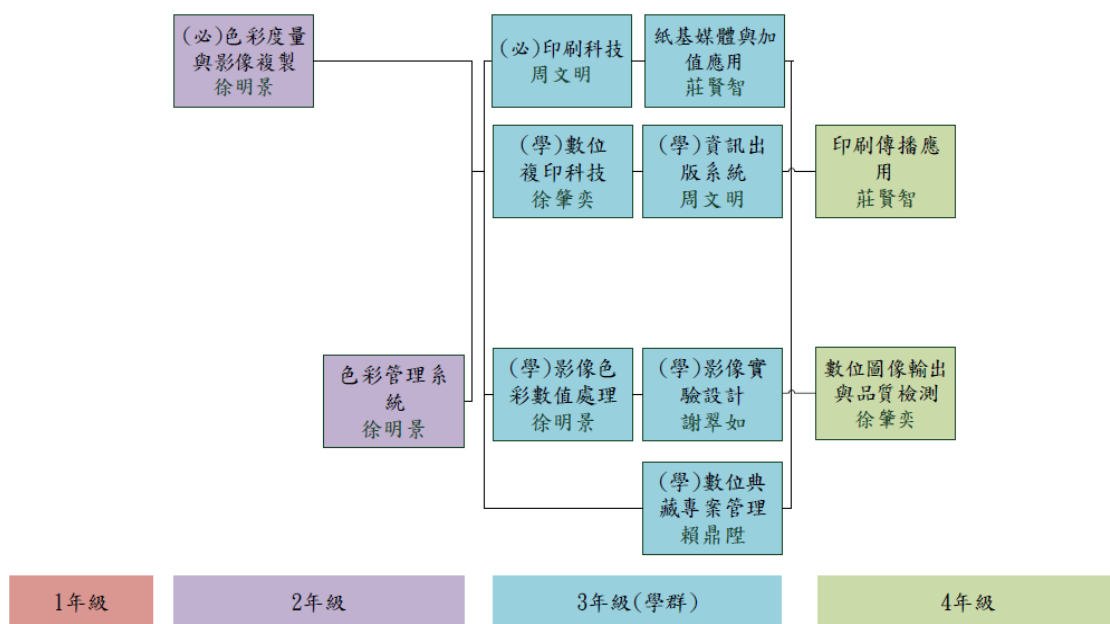 (必)色彩度量
與影像複製
徐明景
(必)印刷科技
周文明
紙基媒體與加
值應用
莊賢智
(學)數位
複印科技
徐肇奕
(學)資訊出
版系統
周文明
印刷傳播應
用
莊賢智
色彩管理系
統
徐明景
(學)影像色
彩數值處理
徐明景
(學)影像實
驗設計
謝翠如
數位圖像輸出
與品質檢測
徐肇奕
(學)數位典
藏專案管理
賴鼎陞
1年級
2年級
3年級(學群)
4年級